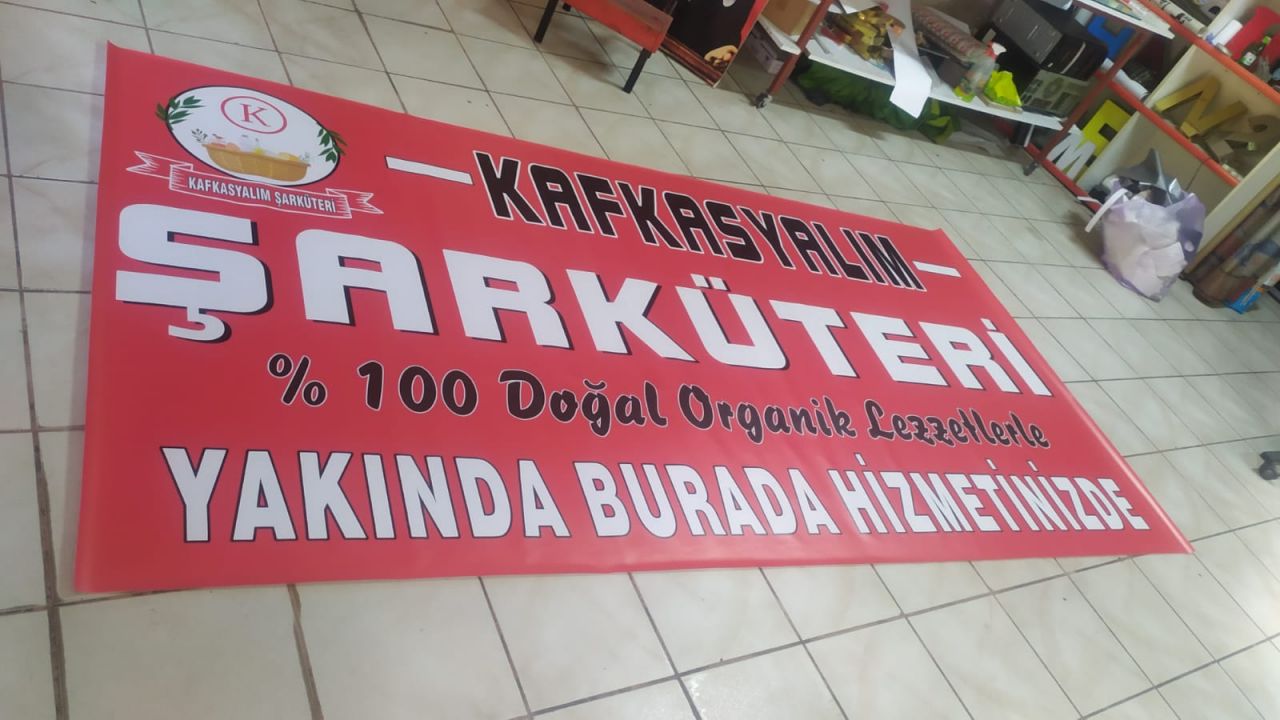 K
KAFKASYALIM ŞARKÜTERİ
KAFKASYALIM
ŞARKÜTERİ
% 100 Doğal Organik Lezzetlerle
YAKINDA BURADA HİZMETİİNİZDE